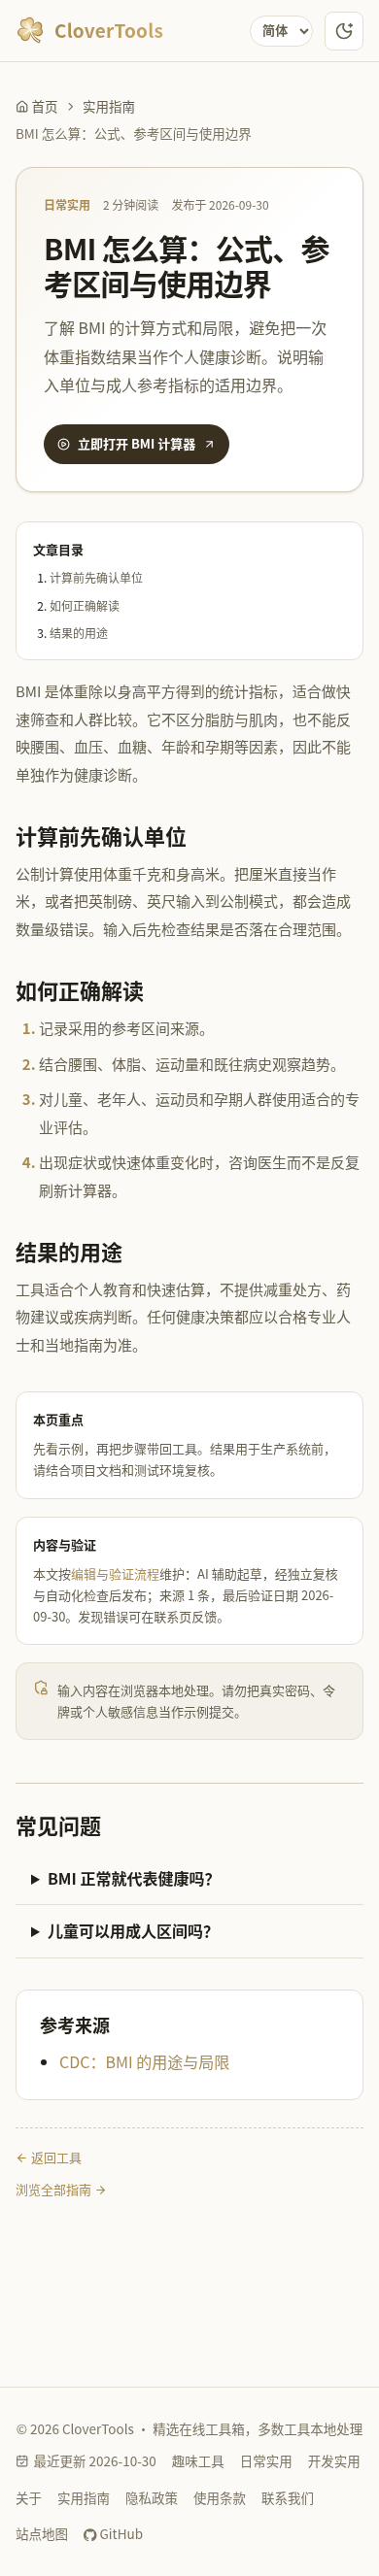 CloverTools
简体
首页 > 实用指南
BMI 怎么算：公式、参考区间与使用边界
日常实用 2 分钟阅读 发布于 2026-09-30
BMI 怎么算：公式、参
考区间与使用边界
了解 BMI 的计算方式和局限，避免把一次
体重指数结果当作个人健康诊断。说明输
入单位与成人参考指标的适用边界。
立即打开 BMI 计算器
文章目录
1. 计算前先确认单位
2. 如何正确解读
3. 结果的用途
BMI 是体重除以身高平方得到的统计指标，适合做快
速筛查和人群比较。它不区分脂肪与肌肉，也不能反
映腰围、血压、血糖、年龄和孕期等因素，因此不能
单独作为健康诊断。
计算前先确认单位
公制计算使用体重千克和身高米。把厘米直接当作
米，或者把英制磅、英尺输入到公制模式，都会造成
数量级错误。输入后先检查结果是否落在合理范围。
如何正确解读
1. 记录采用的参考区间来源。
2. 结合腰围、体脂、运动量和既往病史观察趋势。
3. 对儿童、老年人、运动员和孕期人群使用适合的专
业评估。
4. 出现症状或快速体重变化时，咨询医生而不是反复
刷新计算器。
结果的用途
工具适合个人教育和快速估算，不提供减重处方、药
物建议或疾病判断。任何健康决策都应以合格专业人
士和当地指南为准。
本页重点
先看示例，再把步骤带回工具。结果用于生产系统前，
请结合项目文档和测试环境复核。
内容与验证
本文按编辑与验证流程维护：AI 辅助起草，经独立复核
与自动化检查后发布；来源 1 条，最后验证日期 2026-
09-30。发现错误可在联系页反馈。
输入内容在浏览器本地处理。请勿把真实密码、令
牌或个人敏感信息当作示例提交。
常见问题
BMI 正常就代表健康吗？
儿童可以用成人区间吗？
参考来源
CDC：BMI 的用途与局限
← 返回工具
浏览全部指南 →
© 2026 CloverTools · 精选在线工具箱，多数工具本地处理
最近更新 2026-10-30 趣味工具 日常实用 开发实用
关于 实用指南 隐私政策 使用条款 联系我们
站点地图 GitHub